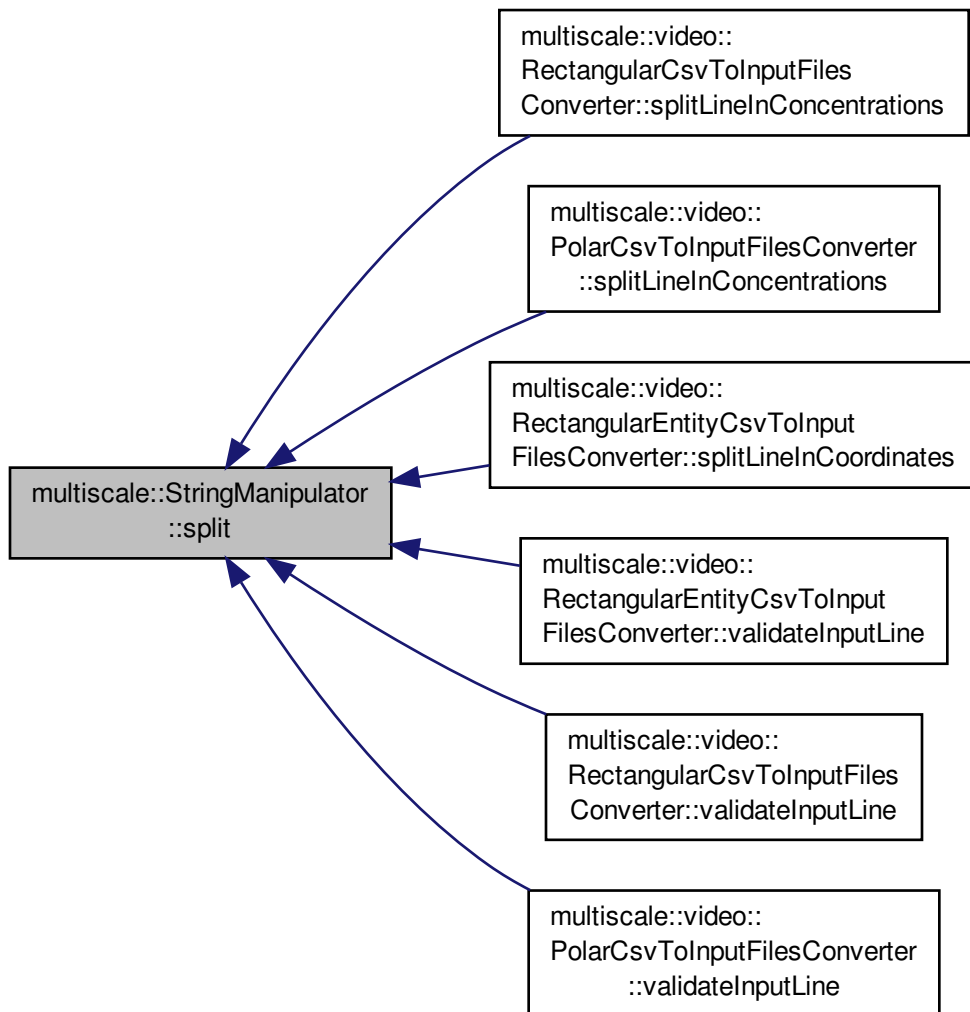 multiscale::video::
RectangularCsvToInputFiles
Converter::splitLineInConcentrations
multiscale::video::
PolarCsvToInputFilesConverter
::splitLineInConcentrations
multiscale::video::
RectangularEntityCsvToInput
FilesConverter::splitLineInCoordinates
multiscale::StringManipulator
::split
multiscale::video::
RectangularEntityCsvToInput
FilesConverter::validateInputLine
multiscale::video::
RectangularCsvToInputFiles
Converter::validateInputLine
multiscale::video::
PolarCsvToInputFilesConverter
::validateInputLine